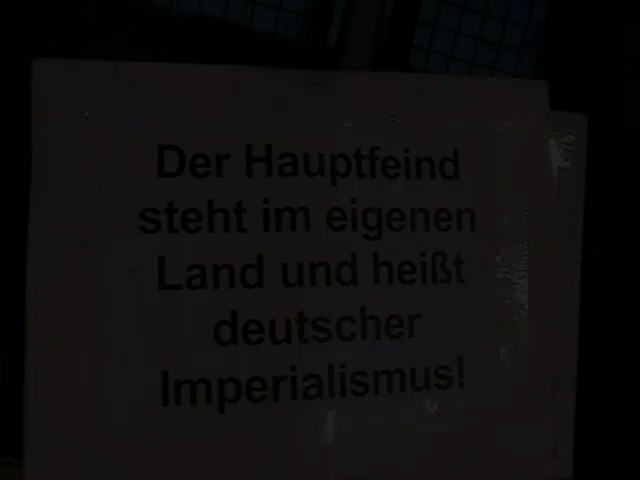 Der Hauptfeind
steht im eigenen
Land und heißt
deutscher
Imperialismus!